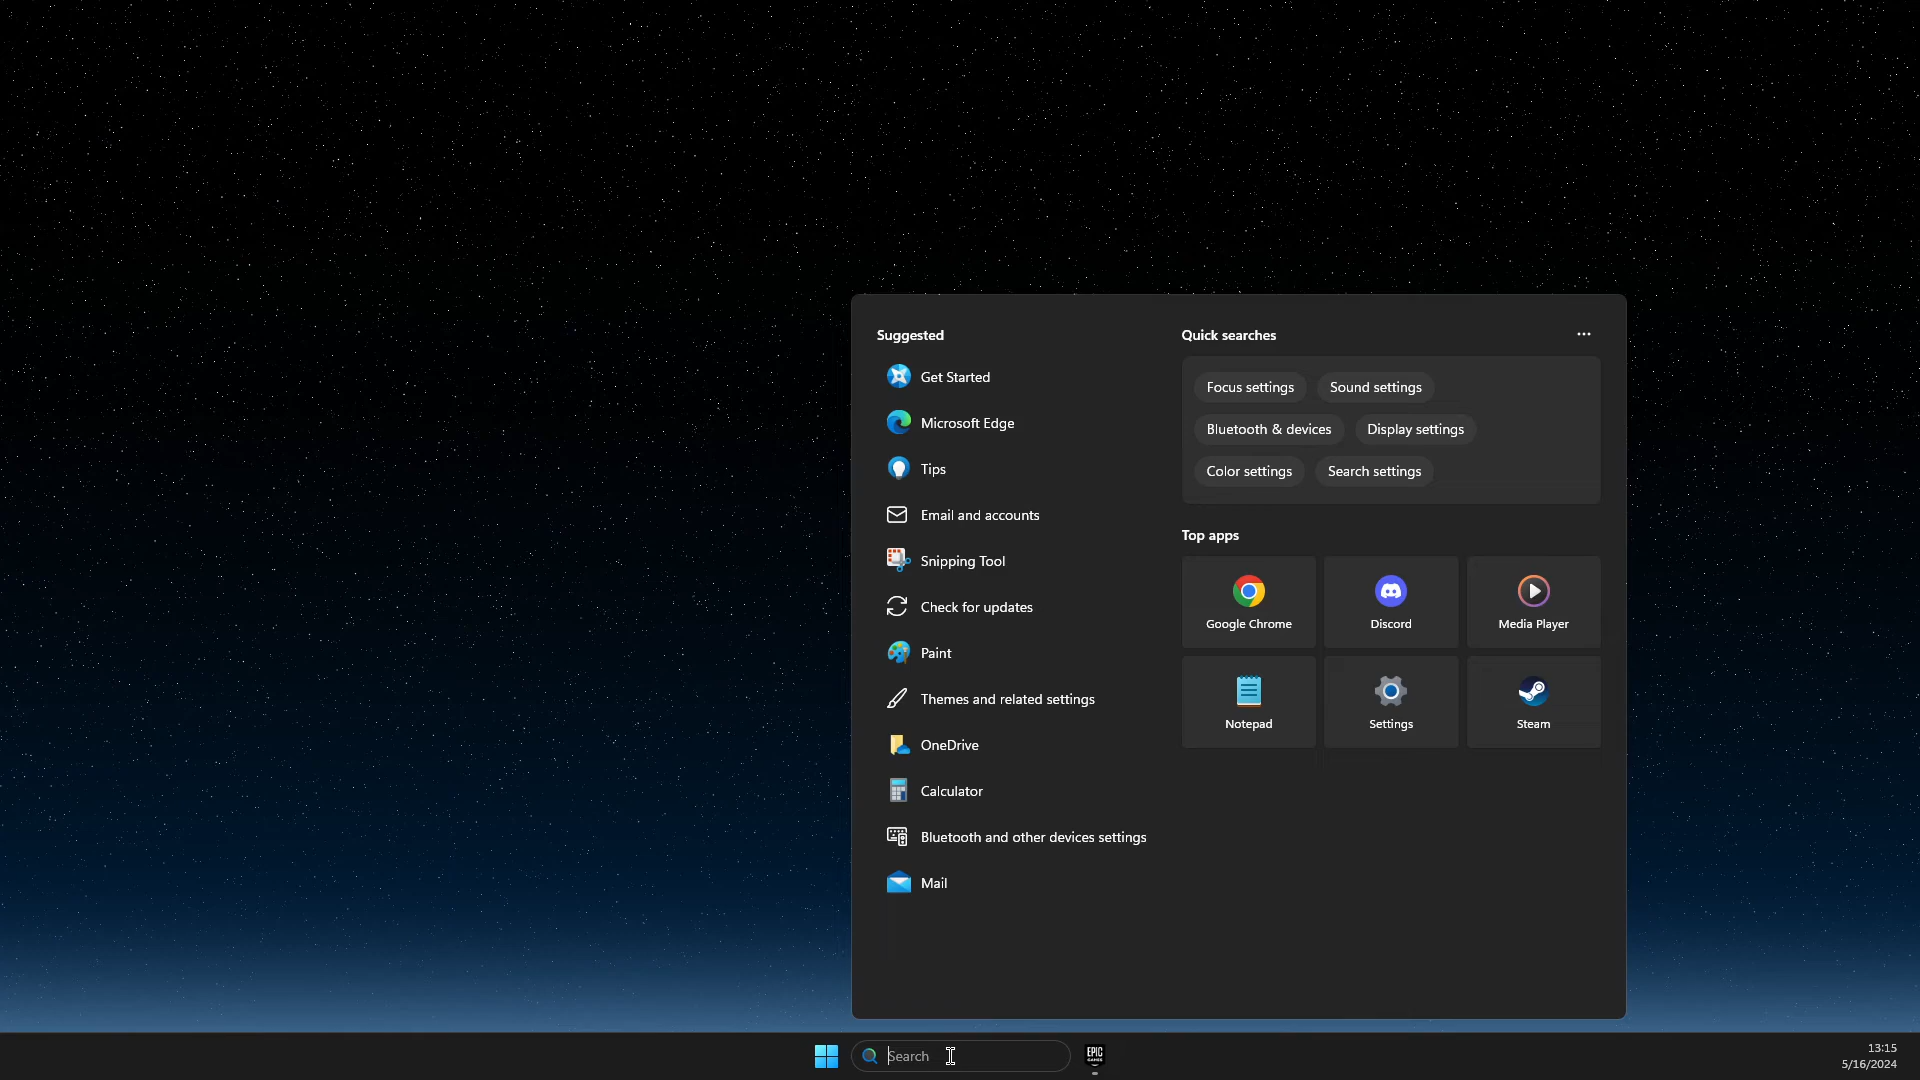 Suggested
Get Started
Microsoft Edge
Tips
Email and accounts
Snipping Tool
Check for updates
Paint
Themes and related settings
OneDrive
Calculator
Bluetooth and other devices settings
Mail
Quick searches
Focus settings
Sound settings
Bluetooth & devices
Display settings
Color settings
Search settings
Top apps
Google Chrome
Discord
Media Player
Notepad
Settings
Steam
Search
EPIC
GAMES
13:15
5/16/2024